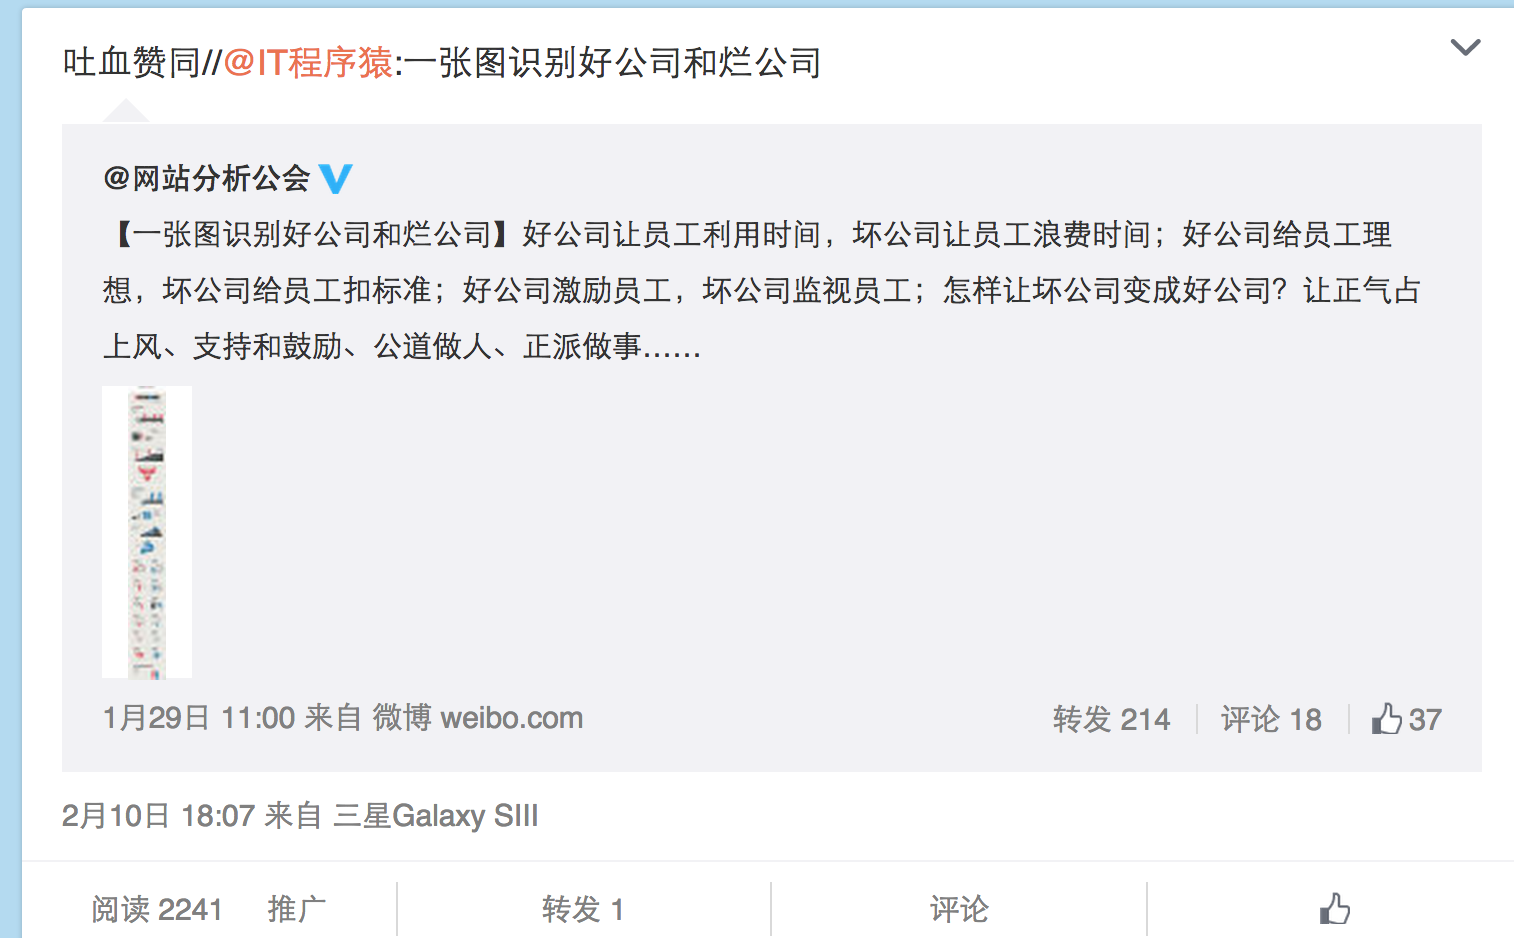 吐血赞同//@IT程序猿:一张图识别好公司和烂公司
@网站分析公会
【一张图识别好公司和烂公司】好公司让员工利用时间，坏公司让员工浪费时间；好公司给员工理
想，坏公司给员工扣标准；好公司激励员工，坏公司监视员工；怎样让坏公司变成好公司？让正气占
上风、支持和鼓励、公道做人、正派做事……
1月29日 11:00 来自 微博 weibo.com 转发 214 评论 18 37
2月10日 18:07 来自 三星Galaxy SIII
阅读 2241 推广 转发 1 评论